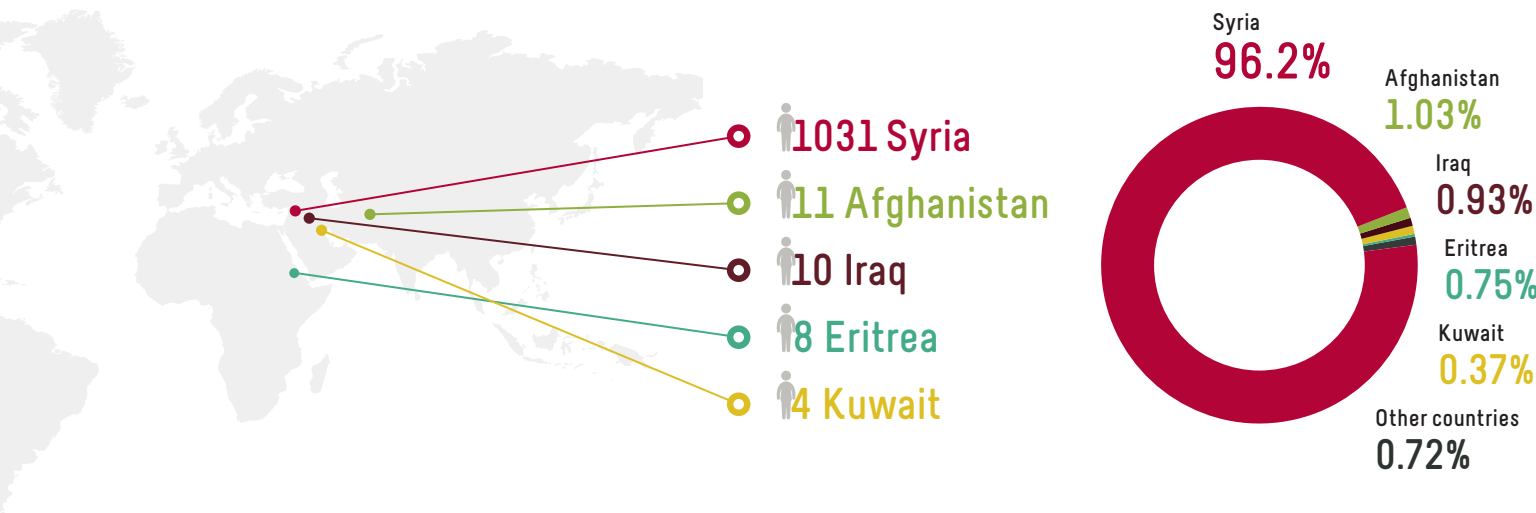 1031 Syria
11 Afghanistan
10 Iraq
8 Eritrea
4 Kuwait
Syria
96.2%
Afghanistan
1.03%
Iraq
0.93%
Eritrea
0.75%
Kuwait
0.37%
Other countries
0.72%